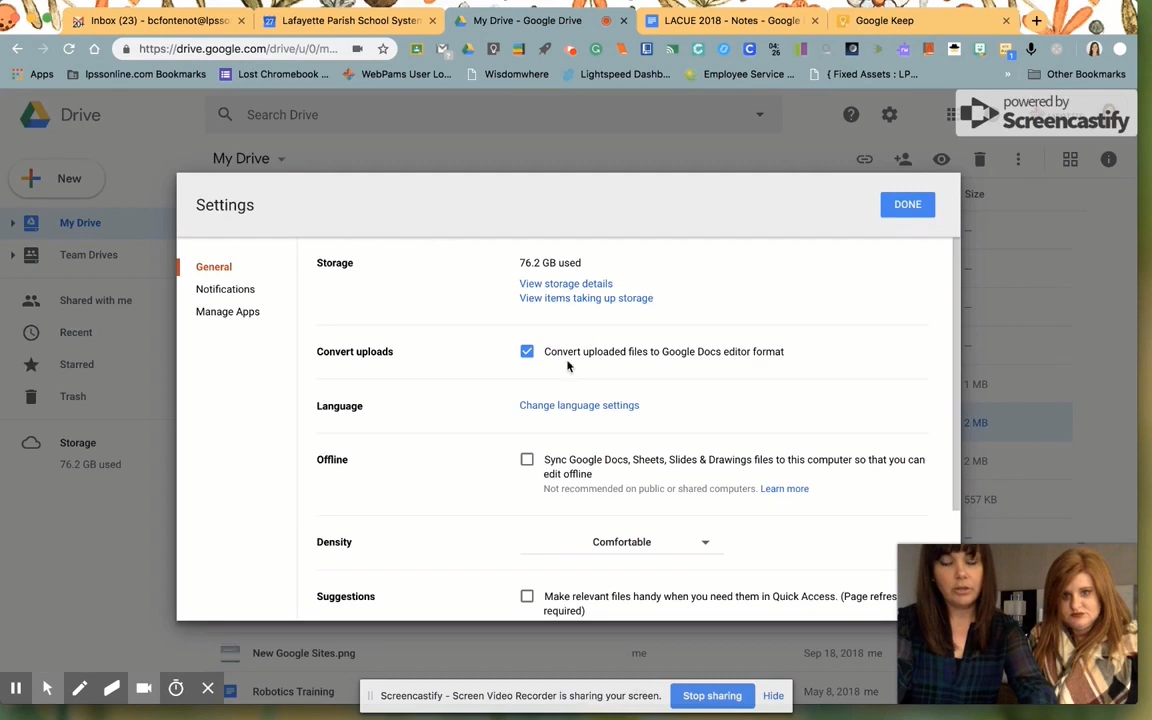 Inbox (23) - bcfontenot@lpsso
Lafayette Parish School System
My Drive - Google Drive
LACUE 2018 - Notes - Google
Google Keep
https://drive.google.com/drive/u/0/m...
04:
26
Apps
lpssonline.com Bookmarks
Lost Chromebook ...
WebPams User Lo...
Wisdomwhere
Lightspeed Dashb...
Employee Service ...
{ Fixed Assets : LP...
»
Other Bookmarks
Drive
Search Drive
powered by
Screencastify
My Drive
New
Size
My Drive
Team Drives
Shared with me
Recent
Starred
Trash
Storage
76.2 GB used
Settings
DONE
General
Notifications
Manage Apps
Storage
76.2 GB used
View storage details
View items taking up storage
Convert uploads
Convert uploaded files to Google Docs editor format
Language
Change language settings
Offline
Sync Google Docs, Sheets, Slides & Drawings files to this computer so that you can
edit offline
Not recommended on public or shared computers. Learn more
Density
Comfortable
Suggestions
Make relevant files handy when you need them in Quick Access. (Page refres
required)
1 MB
2 MB
2 MB
557 KB
New Google Sites.png
me
Sep 18, 2018 me
Robotics Training
May 8, 2018 me
Screencastify - Screen Video Recorder is sharing your screen.
Stop sharing
Hide